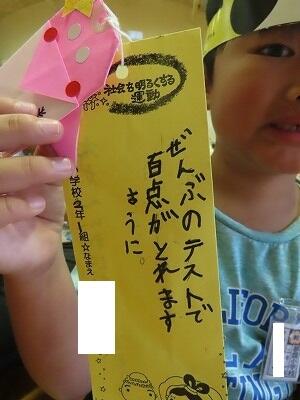 社会を明るくする
運動
ぜんぶのテストで
百点がとれます
ように。
学校2年1組☆なまえ